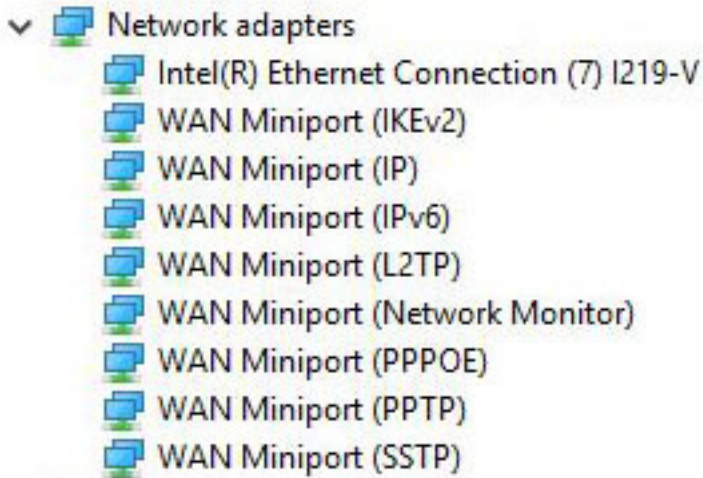 Network adapters
Intel(R) Ethernet Connection (7) I219-V
WAN Miniport (IKEv2)
WAN Miniport (IP)
WAN Miniport (IPv6)
WAN Miniport (L2TP)
WAN Miniport (Network Monitor)
WAN Miniport (PPPOE)
WAN Miniport (PPTP)
WAN Miniport (SSTP)